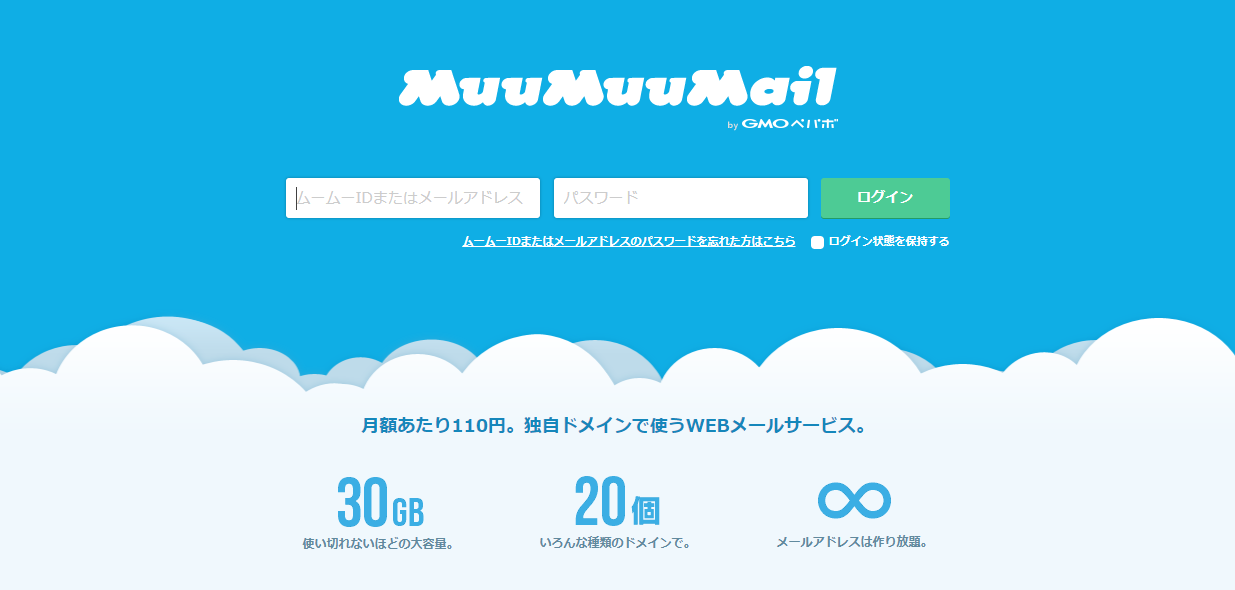 MuuMuuMail
by GMOペパボ
ムームーIDまたはメールアドレス
パスワード
ログイン
ムームーIDまたはメールアドレスのパスワードを忘れた方はこちら
ログイン状態を保持する
月額あたり110円。独自ドメインで使うWEBメールサービス。
30GB
使い切れないほどの大容量。
20個
いろんな種類のドメインで。
∞
メールアドレスは作り放題。